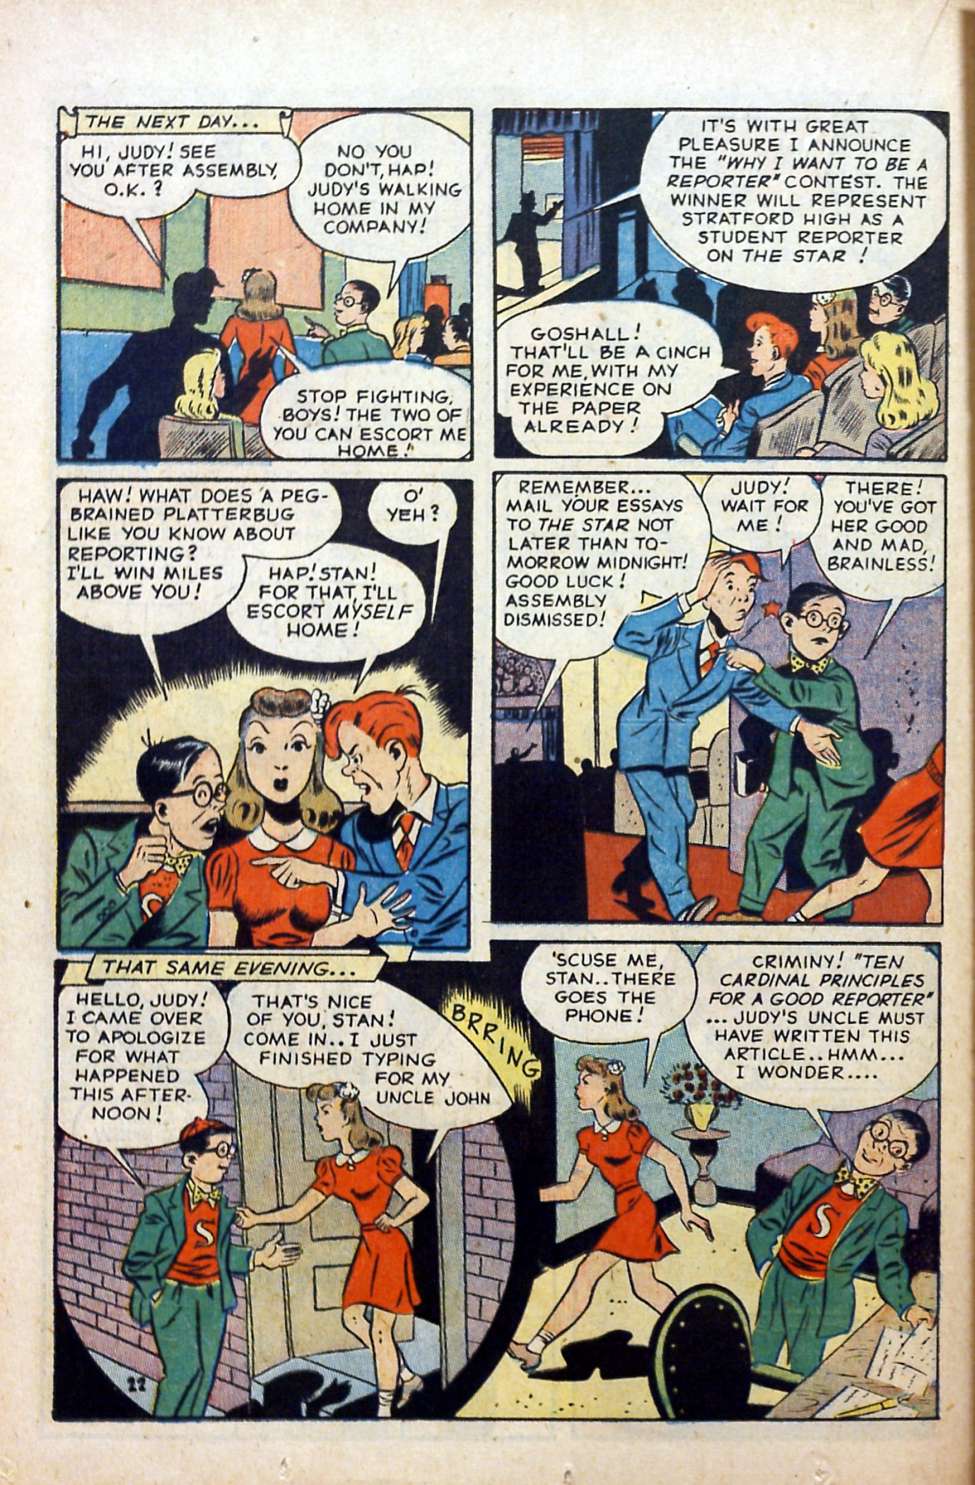 THE NEXT DAY...
HI, JUDY! SEE
YOU AFTER ASSEMBLY,
O.K.?
NO YOU
DON'T, HAP!
JUDY'S WALKING
HOME IN MY
COMPANY!
STOP FIGHTING,
BOYS! THE TWO OF
YOU CAN ESCORT ME
HOME!
IT'S WITH GREAT
PLEASURE I ANNOUNCE
THE "WHY I WANT TO BE A
REPORTER" CONTEST. THE
WINNER WILL REPRESENT
STRATFORD HIGH AS A
STUDENT REPORTER
ON THE STAR!
GOSHALL!
THAT'LL BE A CINCH
FOR ME, WITH MY
EXPERIENCE ON
THE PAPER
ALREADY!
HAW! WHAT DOES A PEG-
BRAINED PLATTERBUG
LIKE YOU KNOW ABOUT
REPORTING?
I'LL WIN MILES
ABOVE YOU!
O'
YEH?
HAP! STAN!
FOR THAT, I'LL
ESCORT MYSELF
HOME!
REMEMBER...
MAIL YOUR ESSAYS
TO THE STAR NOT
LATER THAN TO-
MORROW MIDNIGHT!
GOOD LUCK!
ASSEMBLY
DISMISSED!
JUDY!
WAIT FOR
ME!
THERE!
YOU'VE GOT
HER GOOD
AND MAD,
BRAINLESS!
THAT SAME EVENING...
HELLO, JUDY!
I CAME OVER
TO APOLOGIZE
FOR WHAT
HAPPENED
THIS AFTER-
NOON!
THAT'S NICE
OF YOU, STAN!
COME IN.. I JUST
FINISHED TYPING
FOR MY
UNCLE JOHN
BRRING
S
22
'SCUSE ME,
STAN.. THERE
GOES THE
PHONE!
CRIMINY! "TEN
CARDINAL PRINCIPLES
FOR A GOOD REPORTER"
... JUDY'S UNCLE MUST
HAVE WRITTEN THIS
ARTICLE.. HMM...
I WONDER....
S